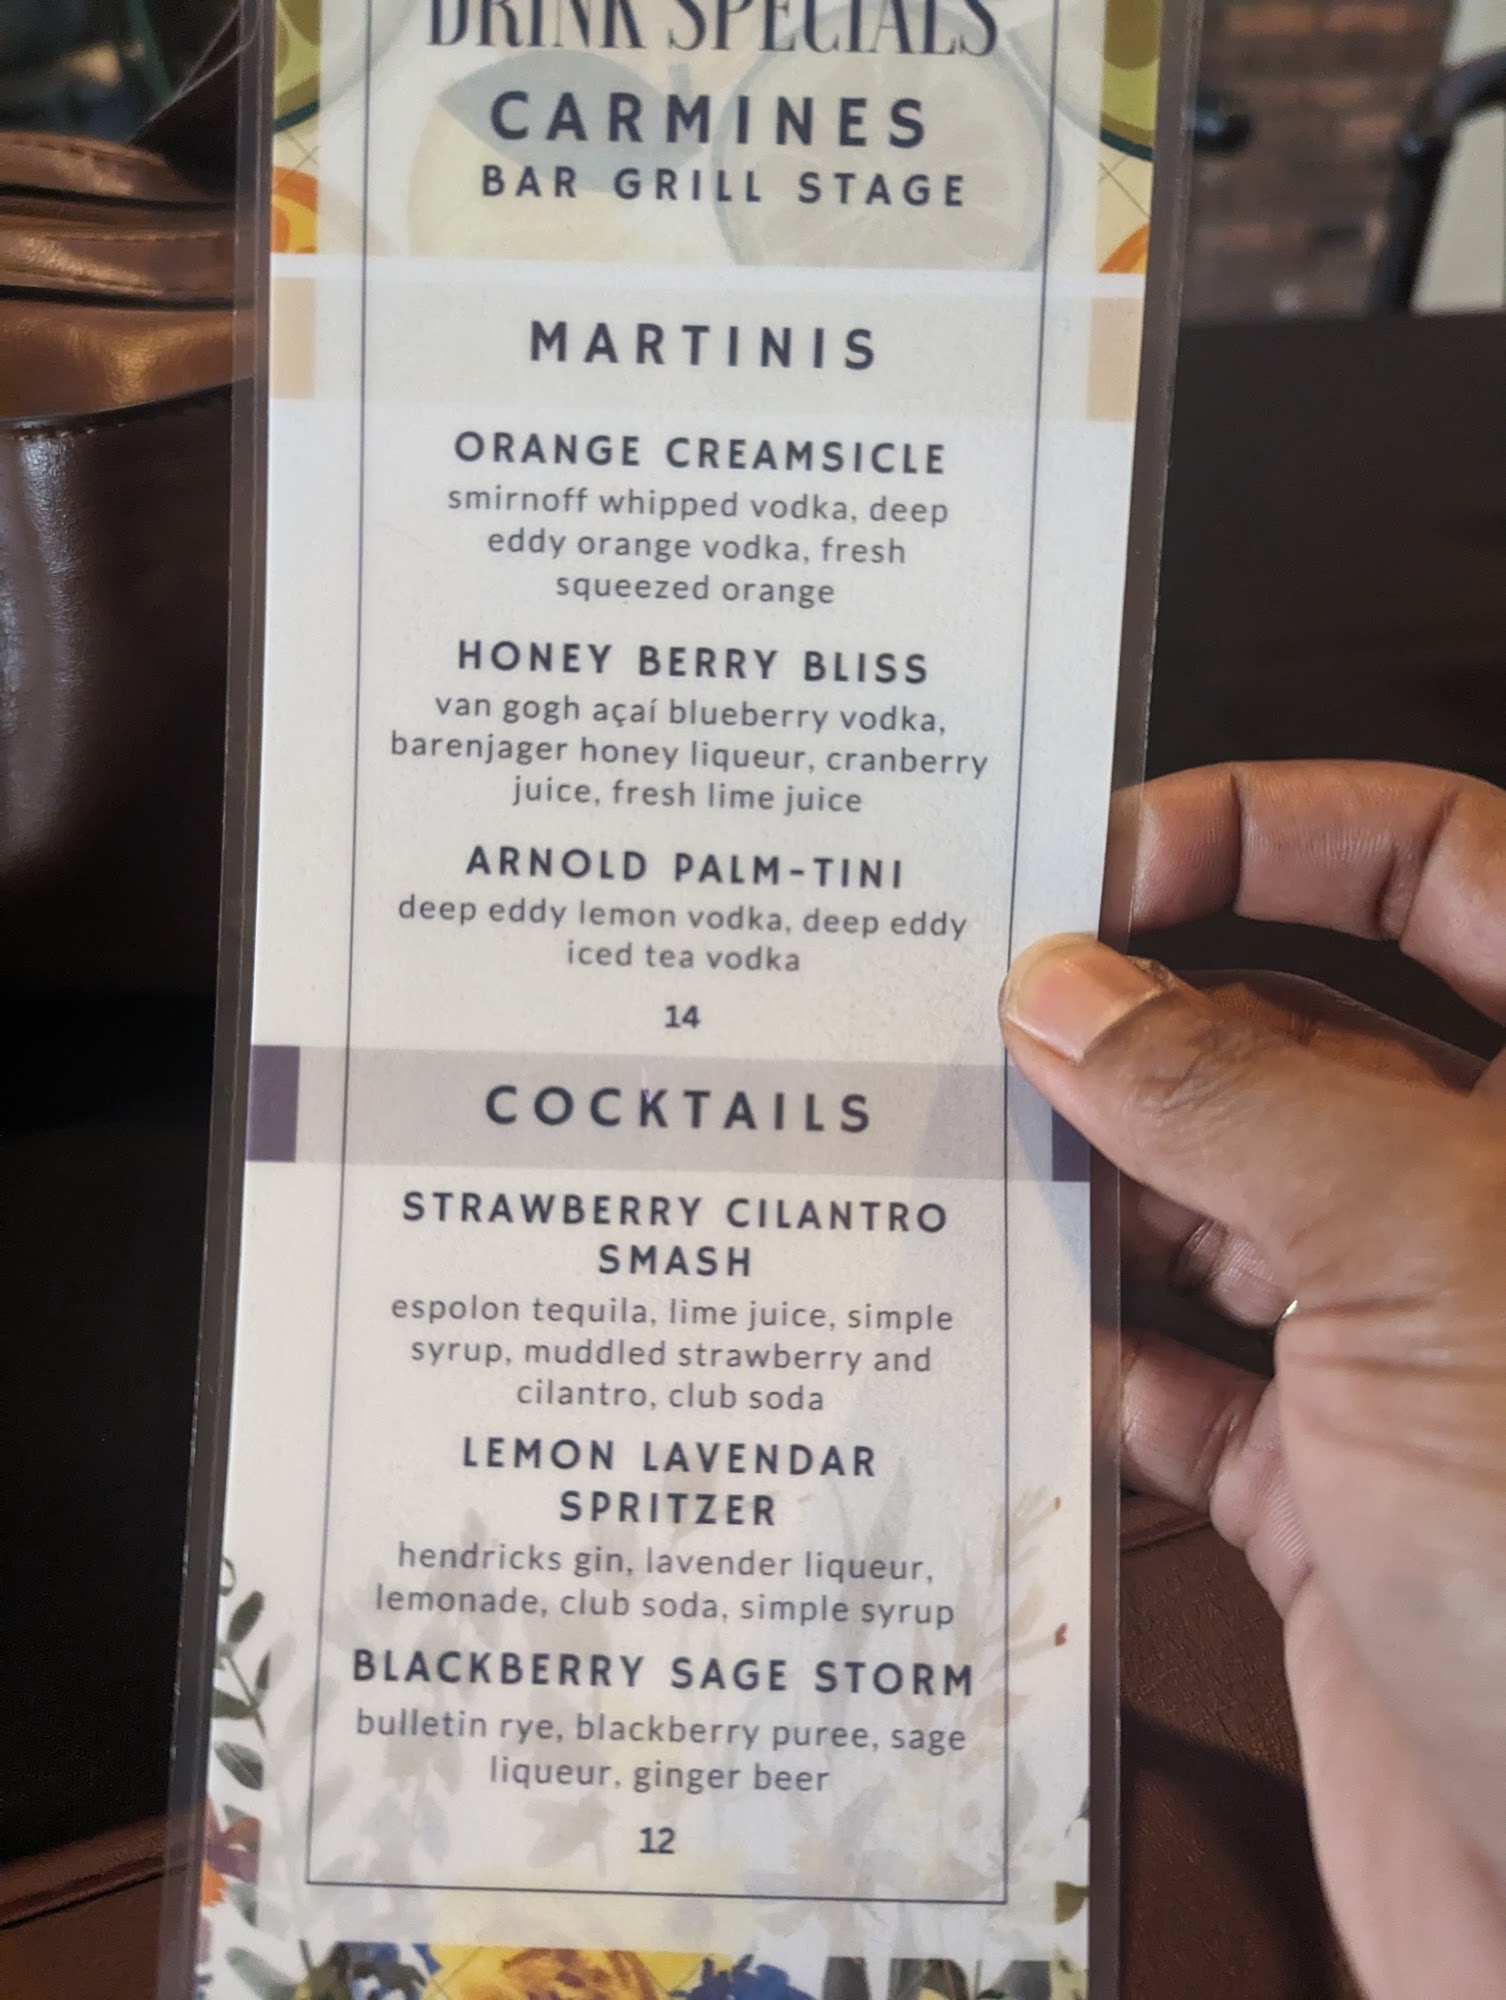 DRINK SPECIALS
CARMINES
BAR GRILL STAGE
MARTINIS
ORANGE CREAMSICLE
smirnoff whipped vodka, deep
eddy orange vodka, fresh
squeezed orange
HONEY BERRY BLISS
van gogh açaí blueberry vodka,
barenjager honey liqueur, cranberry
juice, fresh lime juice
ARNOLD PALM-TINI
deep eddy lemon vodka, deep eddy
iced tea vodka
14
COCKTAILS
STRAWBERRY CILANTRO
SMASH
espolon tequila, lime juice, simple
syrup, muddled strawberry and
cilantro, club soda
LEMON LAVENDAR
SPRITZER
hendricks gin, lavender liqueur,
lemonade, club soda, simple syrup
BLACKBERRY SAGE STORM
bulletin rye, blackberry puree, sage
liqueur, ginger beer
12